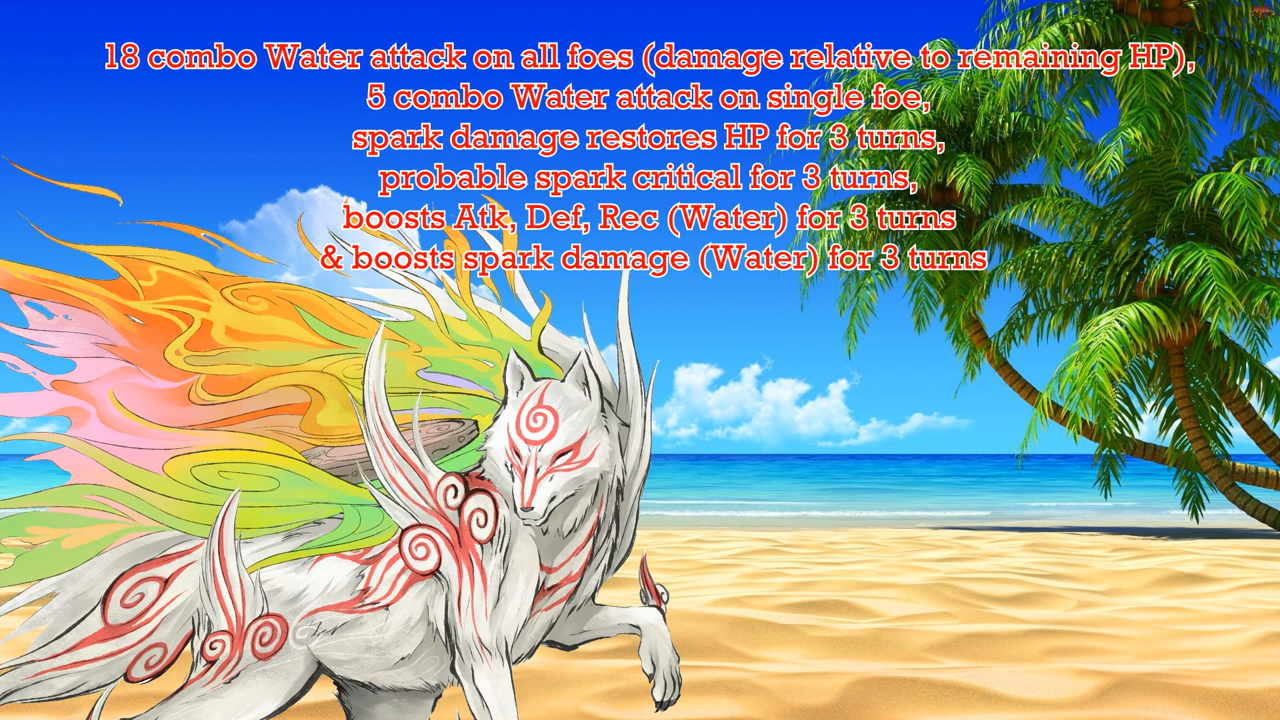 18 combo Water attack on all foes (damage relative to remaining HP),
5 combo Water attack on single foe,
spark damage restores HP for 3 turns,
probable spark critical for 3 turns,
boosts Atk, Def, Rec (Water) for 3 turns
& boosts spark damage (Water) for 3 turns